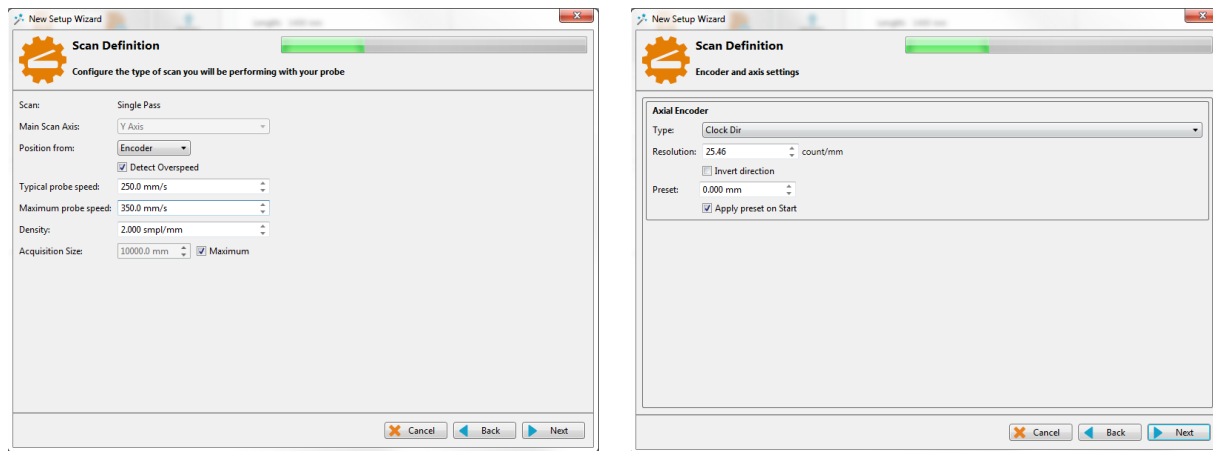 New Setup Wizard
Scan Definition
Configure the type of scan you will be performing with your probe
Scan: Single Pass
Main Scan Axis: Y Axis
Position from: Encoder
Detect Overspeed
Typical probe speed: 250.0 mm/s
Maximum probe speed: 350.0 mm/s
Density: 2.000 smpl/mm
Acquisition Size: 10000.0 mm Maximum
Cancel Back Next
New Setup Wizard
Scan Definition
Encoder and axis settings
Axial Encoder
Type: Clock Dir
Resolution: 25.46 count/mm
Invert direction
Preset: 0.000 mm
Apply preset on Start
Cancel Back Next